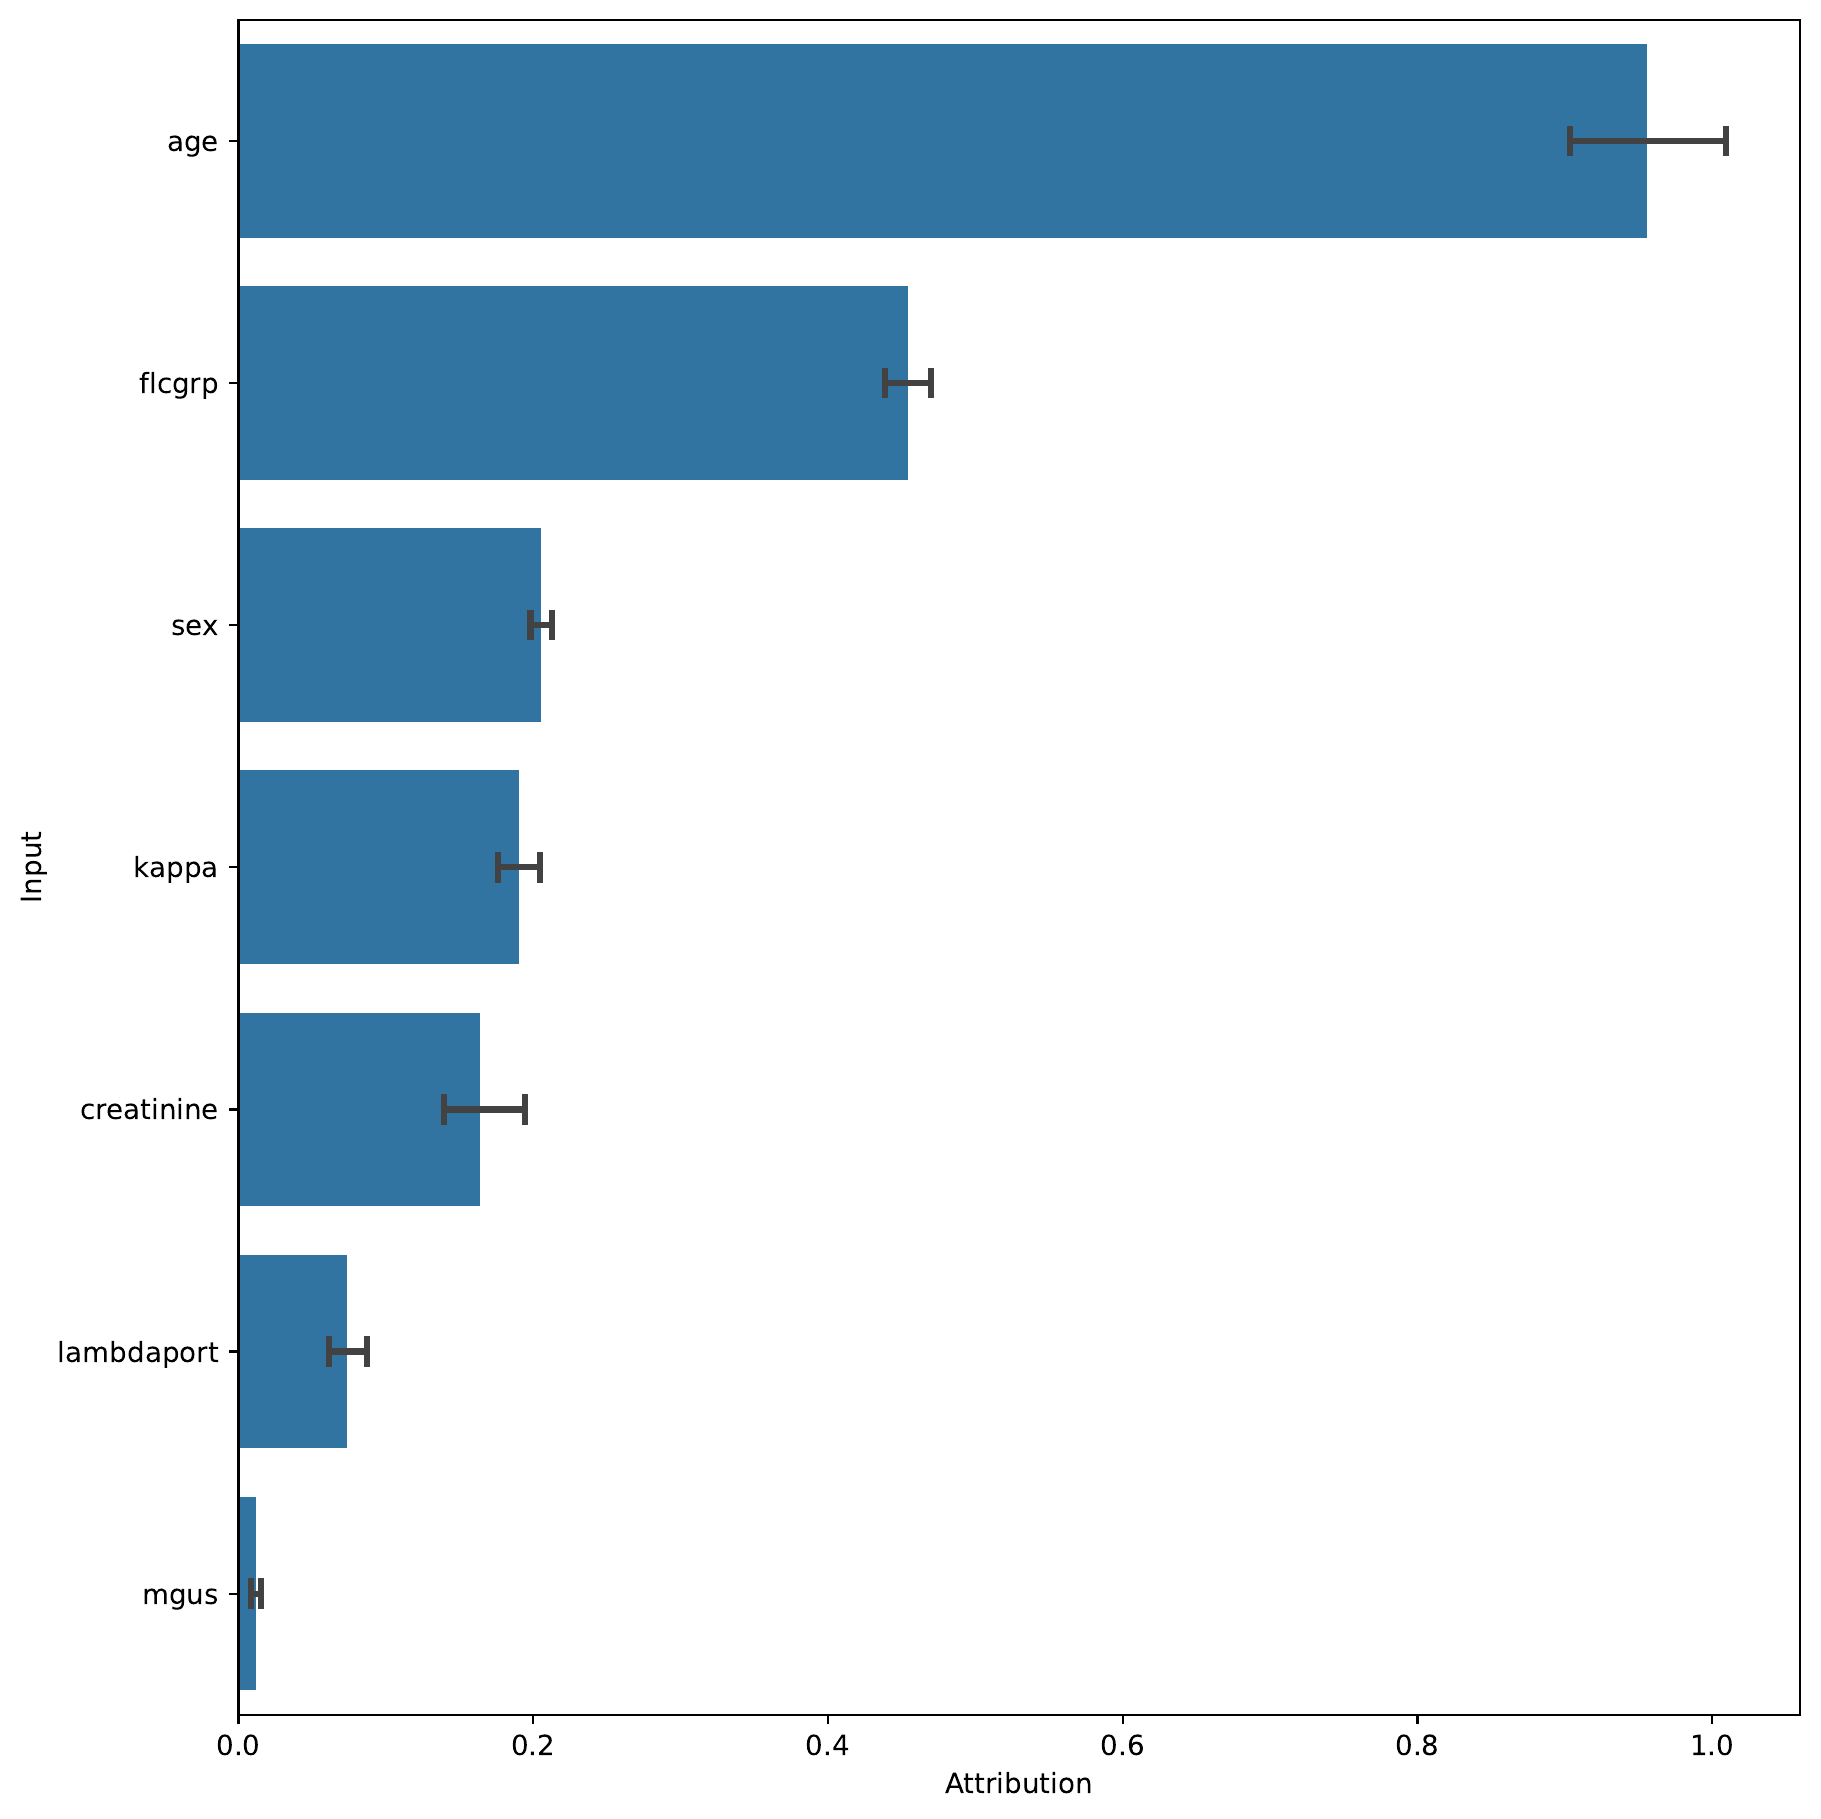 age
flcgrp
sex
kappa
creatinine
lambdaport
mgus
Input
0.0 0.2 0.4 0.6 0.8 1.0
Attribution